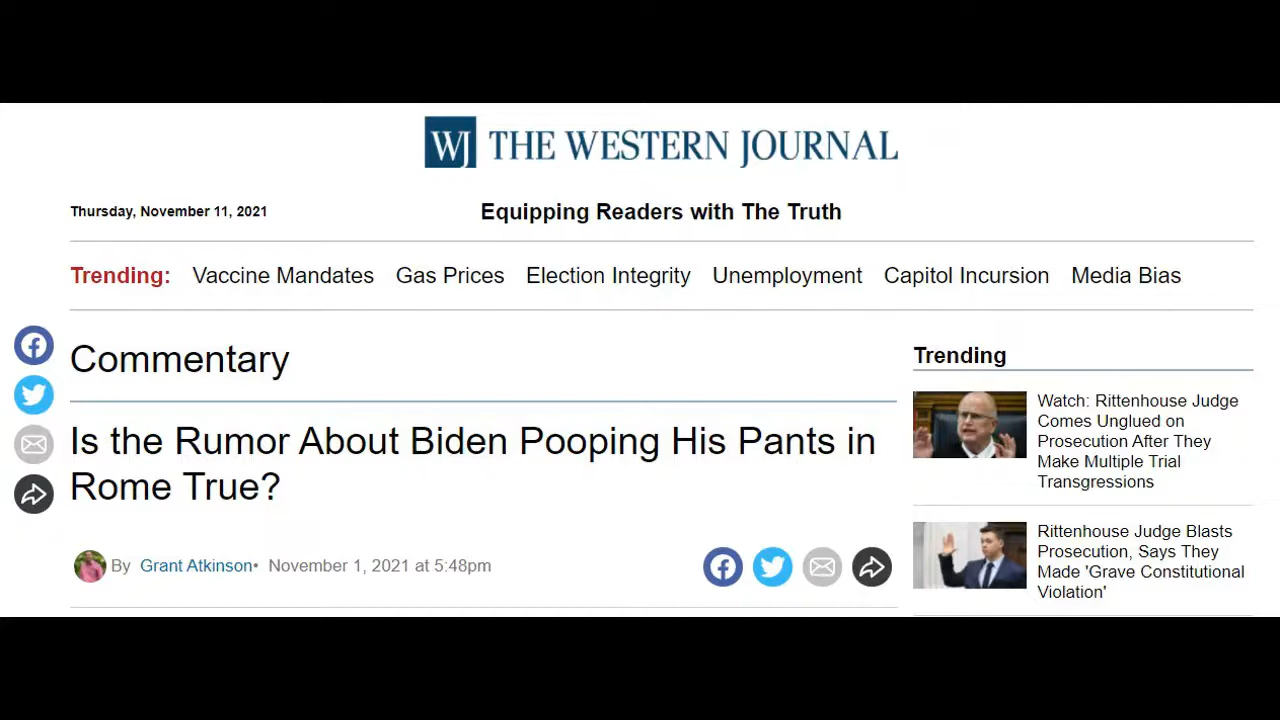 WJ THE WESTERN JOURNAL
Thursday, November 11, 2021
Equipping Readers with The Truth
Trending: Vaccine Mandates Gas Prices Election Integrity Unemployment Capitol Incursion Media Bias
Commentary
Is the Rumor About Biden Pooping His Pants in
Rome True?
By Grant Atkinson• November 1, 2021 at 5:48pm
Trending
Watch: Rittenhouse Judge
Comes Unglued on
Prosecution After They
Make Multiple Trial
Transgressions
Rittenhouse Judge Blasts
Prosecution, Says They
Made 'Grave Constitutional
Violation'